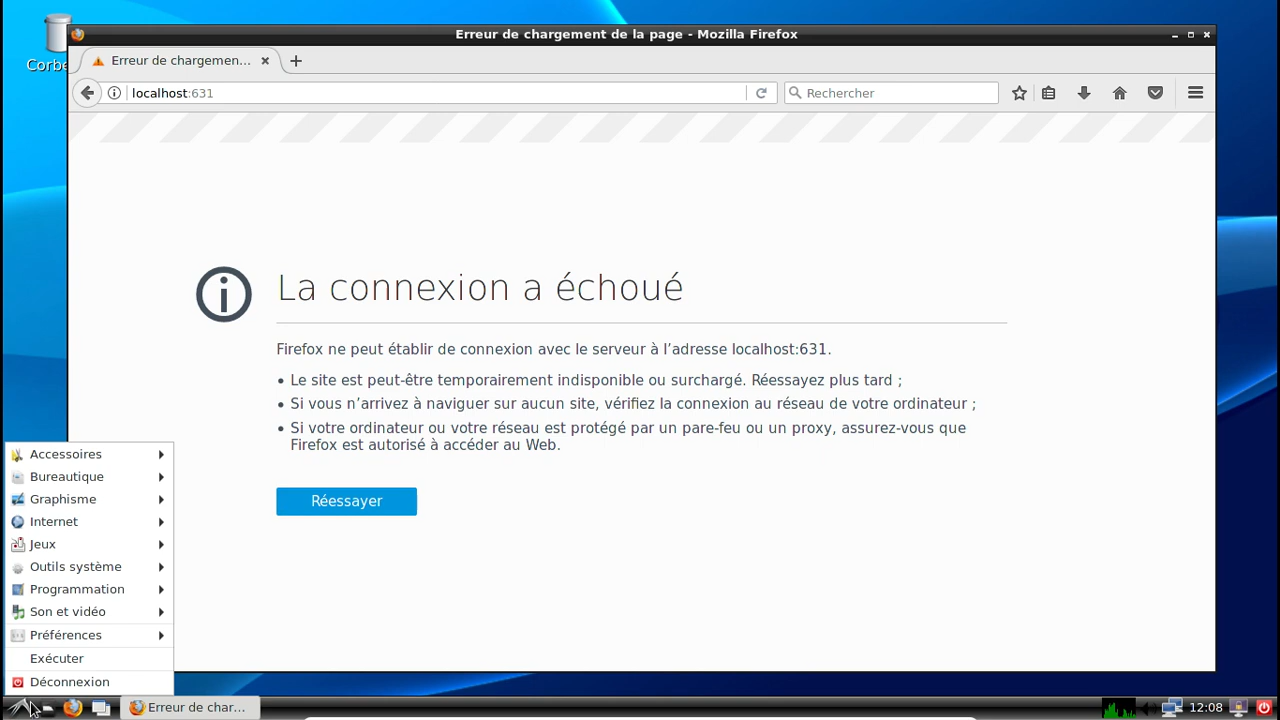 Corbe
Erreur de chargement de la page - Mozilla Firefox
Erreur de chargemen...
localhost:631
Rechercher
La connexion a échoué
Firefox ne peut établir de connexion avec le serveur à l’adresse localhost:631.
Le site est peut-être temporairement indisponible ou surchargé. Réessayez plus tard ;
Si vous n’arrivez à naviguer sur aucun site, vérifiez la connexion au réseau de votre ordinateur ;
Si votre ordinateur ou votre réseau est protégé par un pare-feu ou un proxy, assurez-vous que
Firefox est autorisé à accéder au Web.
Réessayer
Accessoires
Bureautique
Graphisme
Internet
Jeux
Outils système
Programmation
Son et vidéo
Préférences
Exécuter
Déconnexion
Erreur de char...
12:08